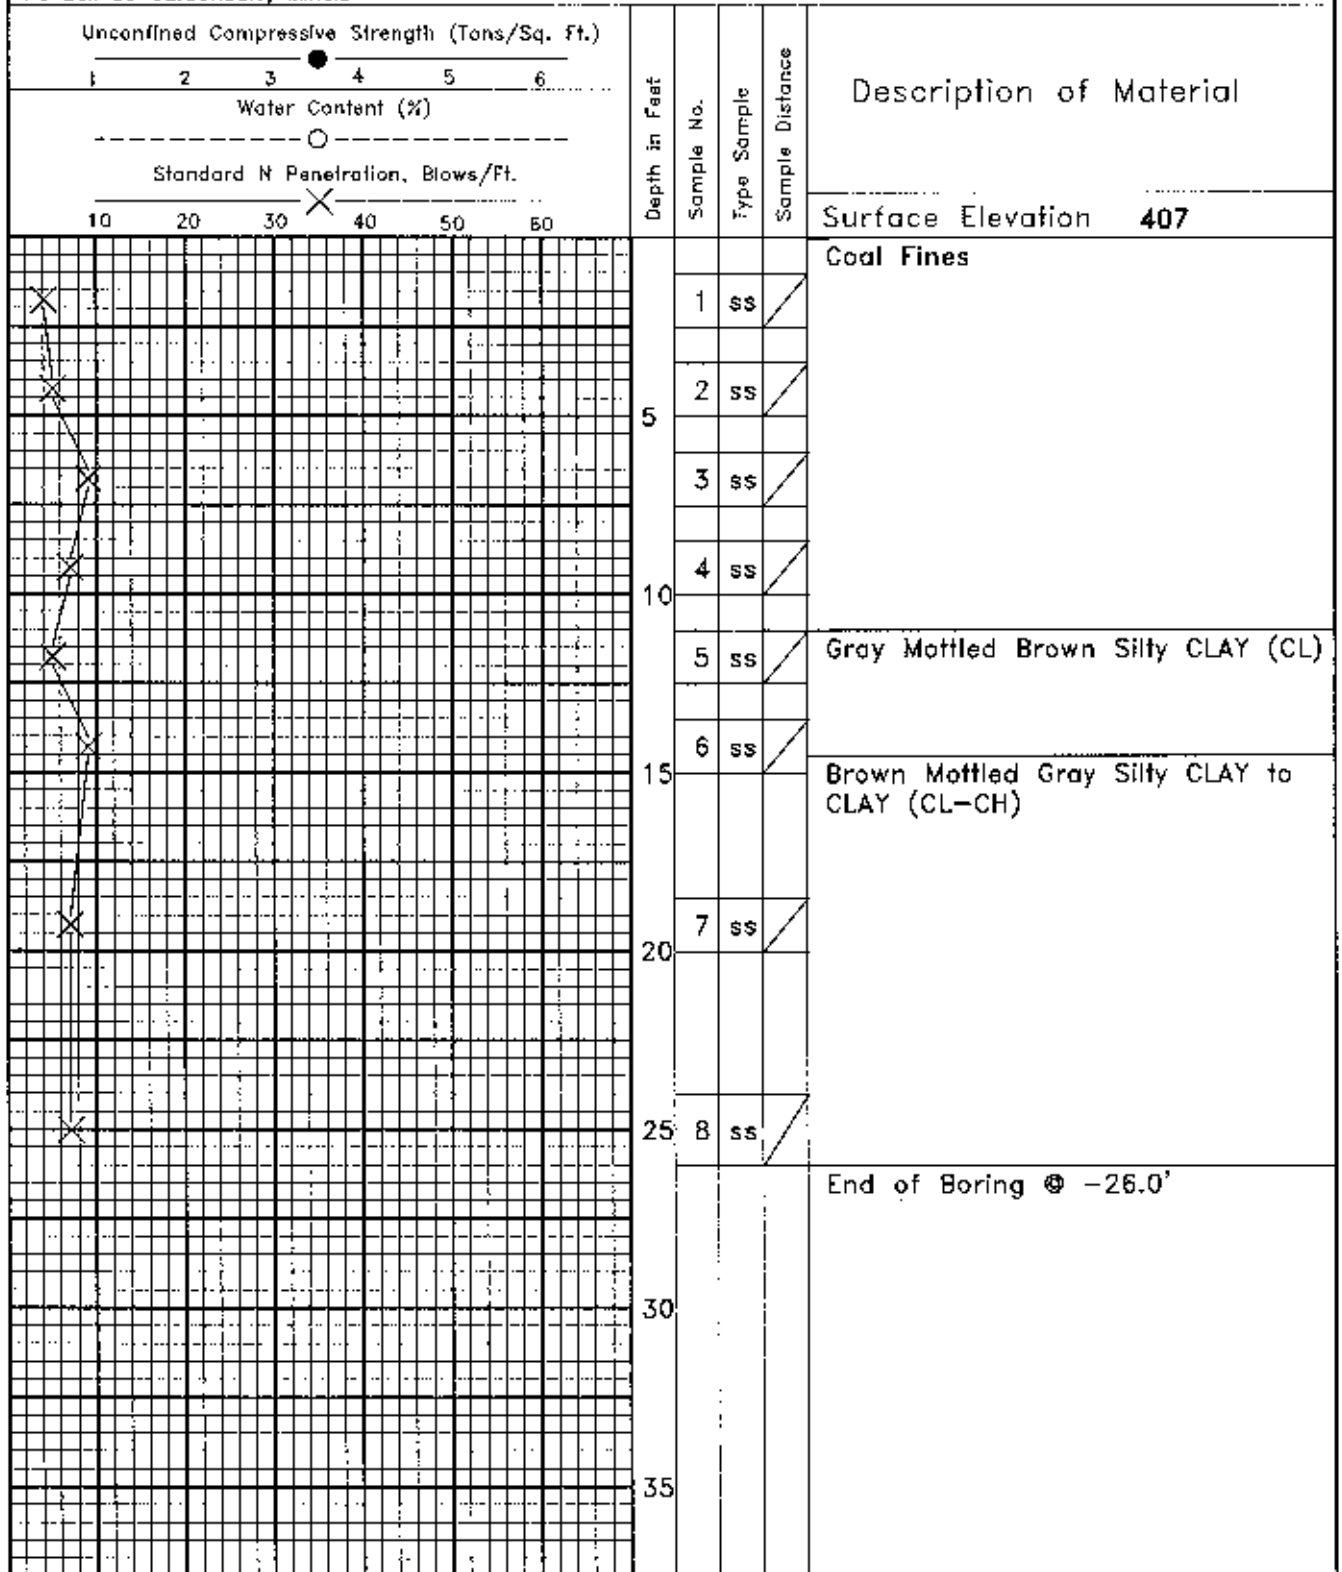 Unconfined Compressive Strength (Tons/Sq. Ft.)
1 2 3 4 5 6
Water Content (%)
Standard N Penetration, Blows/Ft.
10 20 30 40 50 60
Depth in Feet
Sample No.
Type Sample
Sample Distance
Description of Material
Surface Elevation 407
Coal Fines
1 ss
2 ss
5
3 ss
4 ss
10
5 ss
Gray Mottled Brown Silty CLAY (CL)
6 ss
15
Brown Mottled Gray Silty CLAY to
CLAY (CL-CH)
7 ss
20
25 8 ss
End of Boring @ -26.0'
30
35